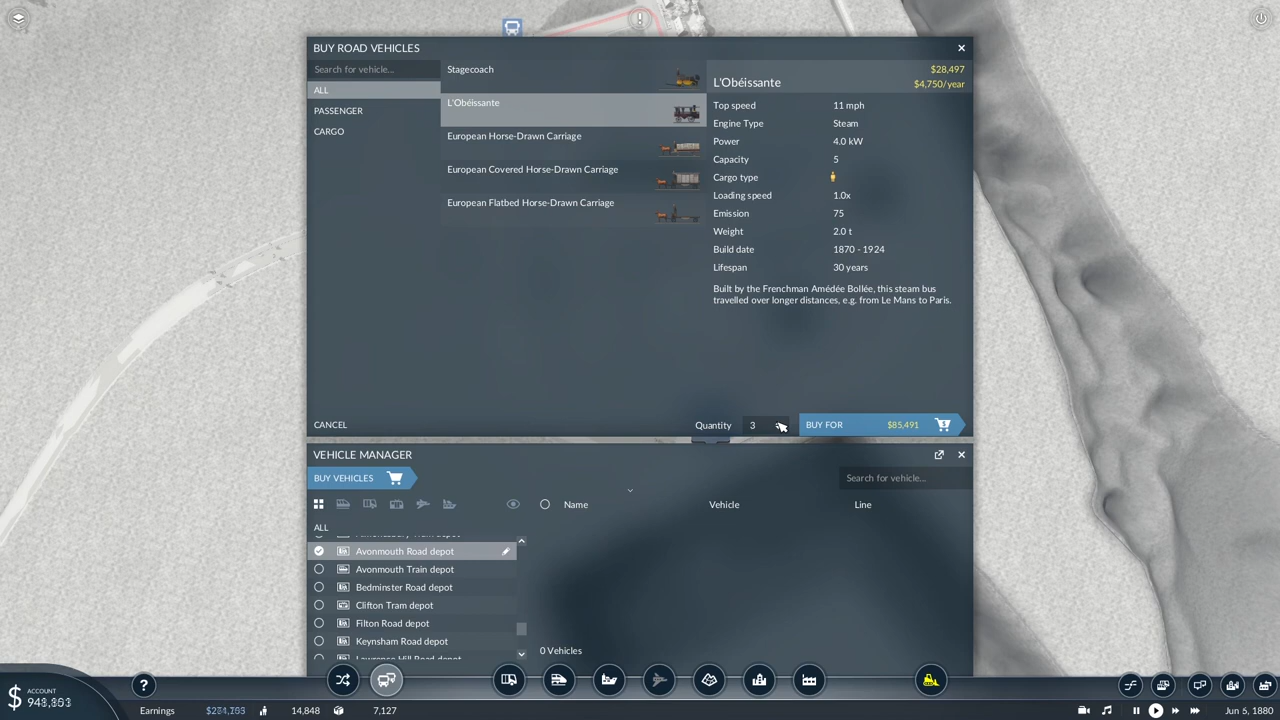 BUY ROAD VEHICLES
Search for vehicle...
ALL
PASSENGER
CARGO
Stagecoach
L'Obéissante
European Horse-Drawn Carriage
European Covered Horse-Drawn Carriage
European Flatbed Horse-Drawn Carriage
L'Obéissante
$28,497
$4,750/year
Top speed 11 mph
Engine Type Steam
Power 4.0 kW
Capacity 5
Cargo type
Loading speed 1.0x
Emission 75
Weight 2.0 t
Build date 1870 - 1924
Lifespan 30 years
Built by the Frenchman Amédée Bollée, this steam bus
travelled over longer distances, e.g. from Le Mans to Paris.
CANCEL
Quantity 3
BUY FOR $85,491
VEHICLE MANAGER
BUY VEHICLES
Search for vehicle...
Name Vehicle Line
ALL
Avonmouth Road depot
Avonmouth Train depot
Bedminster Road depot
Clifton Tram depot
Filton Road depot
Keynsham Road depot
Lawrence Hill Road depot
0 Vehicles
?
$ ACCOUNT
Earnings
14,848
7,127
Jun 5, 1880